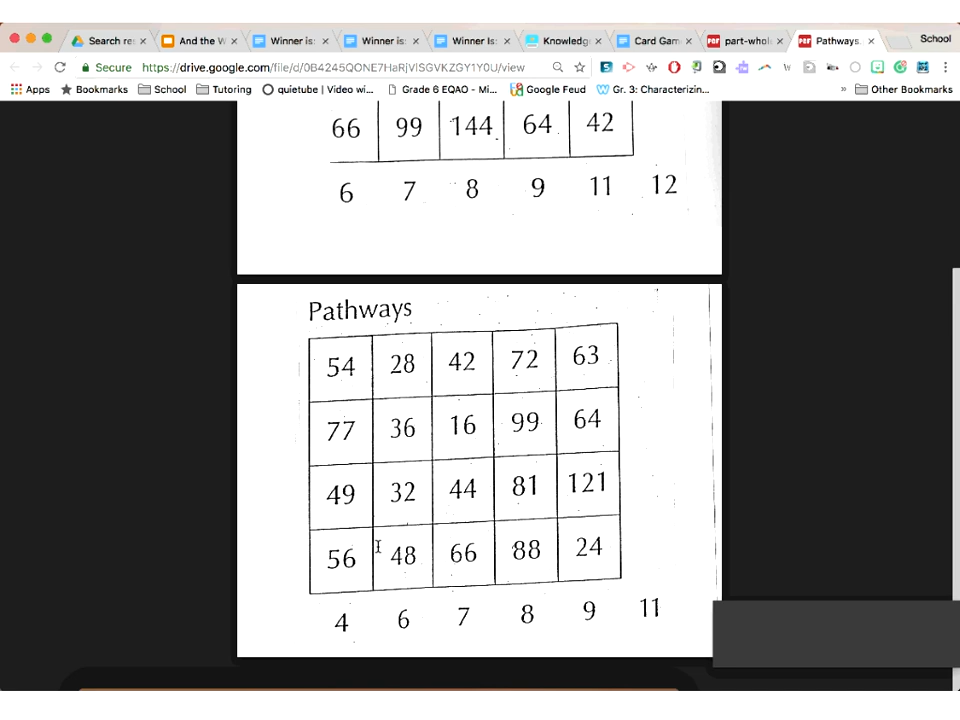 Search re:
And the W
Winner is:
Winner is:
Winner Is:
Knowledg
Card Gam
part-whol
Pathways.
School
Secure https://drive.google.com/file/d/0B4245QONE7HaRjVISGVKZGY1Y0U/view
Apps Bookmarks School Tutoring quietube | Video wi... Grade 6 EQAO - Mi... Google Feud Gr. 3: Characterizin... » Other Bookmarks
66 99 144 64 42
6 7 8 9 11 12
Pathways
54 28 42 72 63
77 36 16 99 64
49 32 44 81 121
56 48 66 88 24
4 6 7 8 9 11